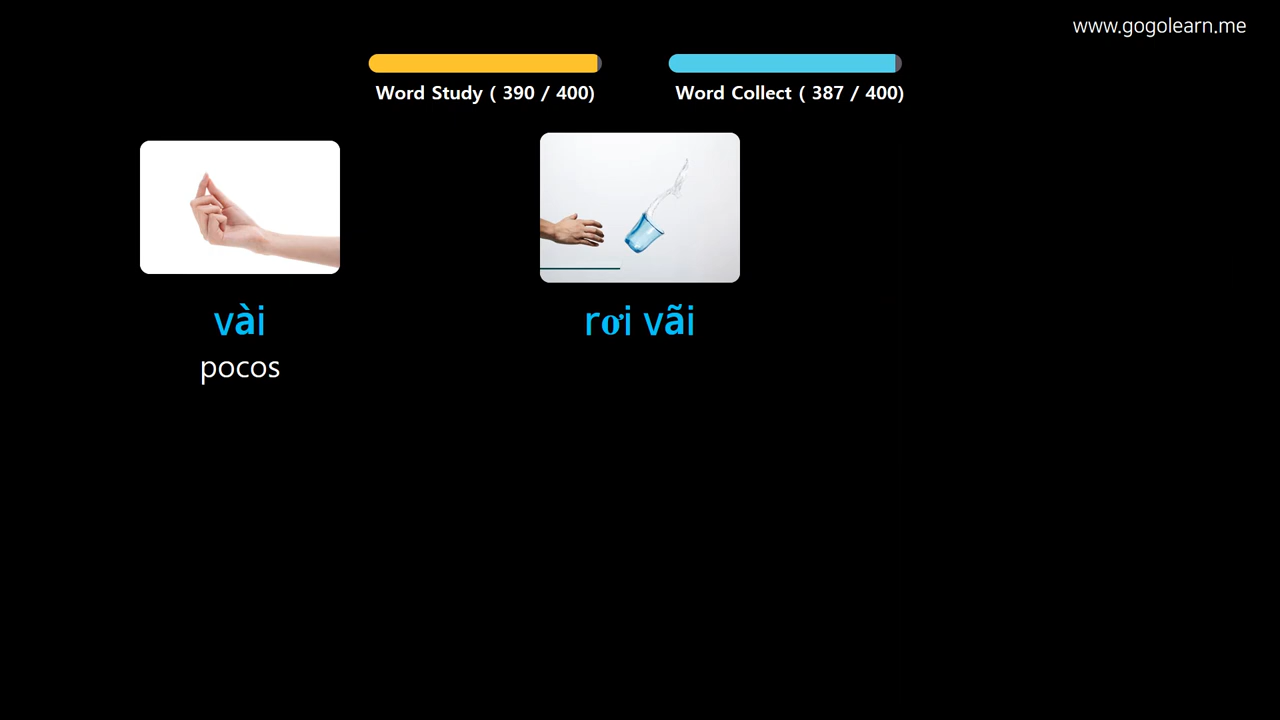 www.gogolearn.me
Word Study ( 390 / 400)
Word Collect ( 387 / 400)
vài
pocos
rơi vãi